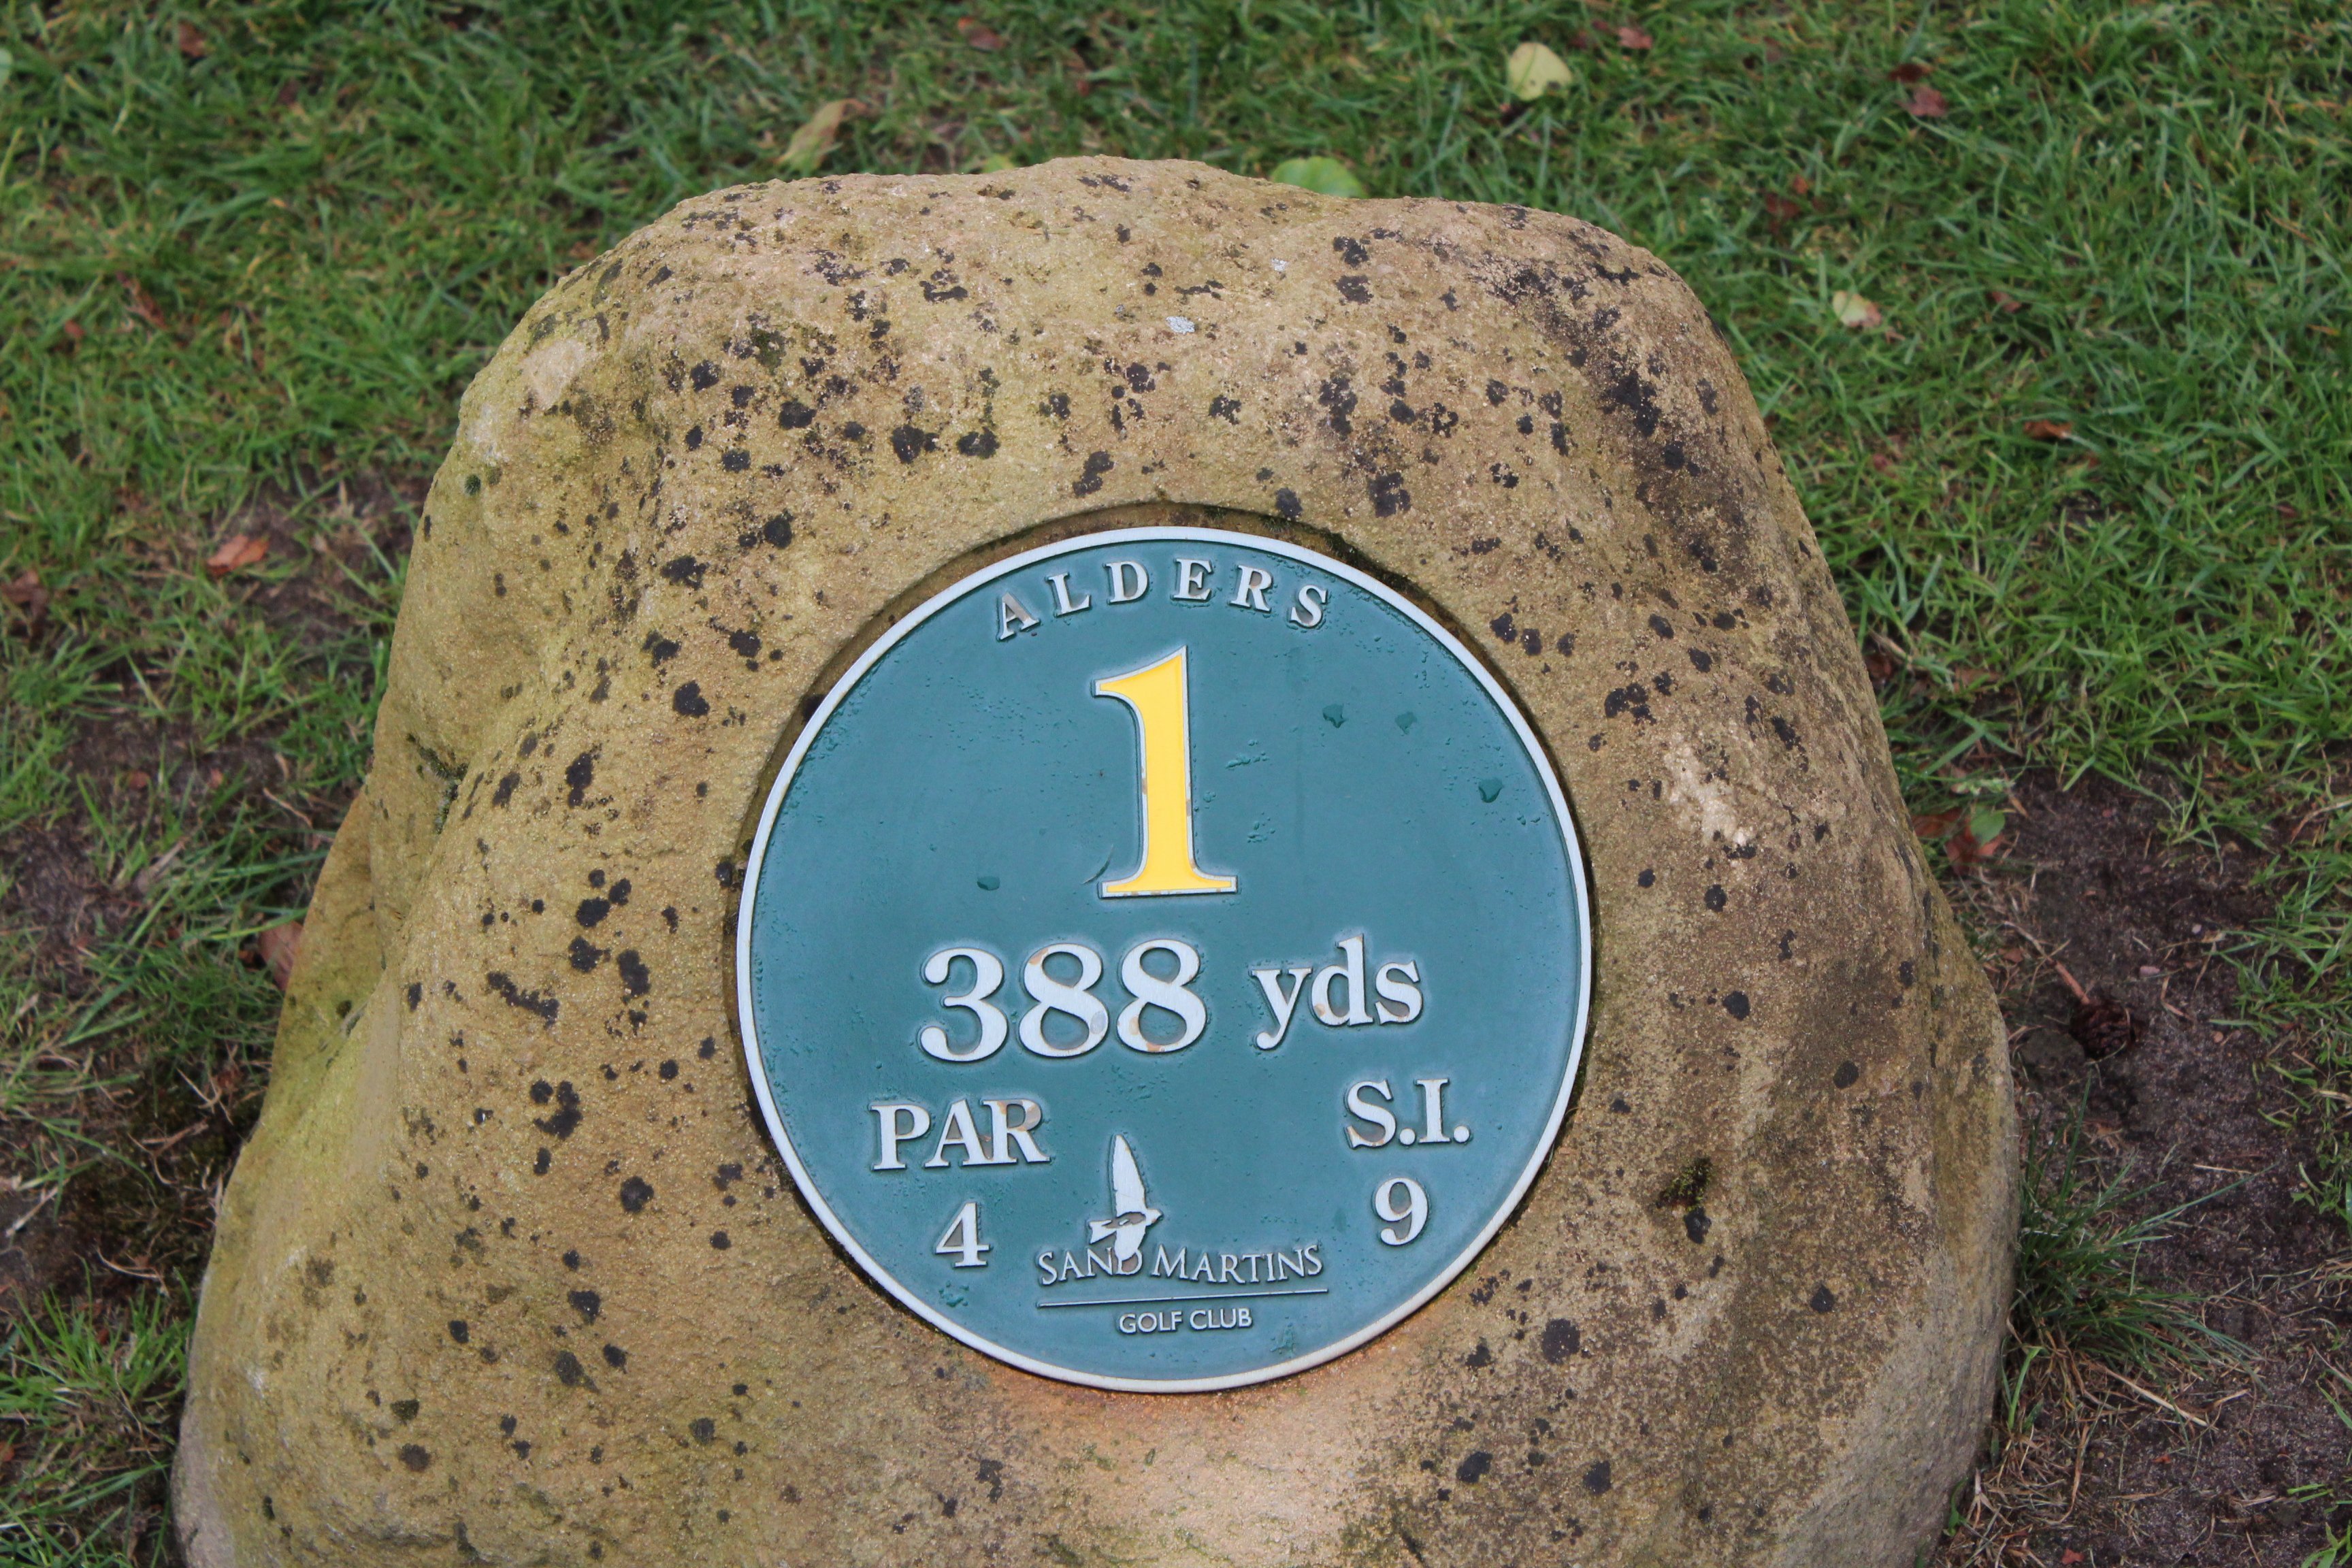 ALDERS
1
388 yds
PAR S.I.
4 9
SAND MARTINS
GOLF CLUB